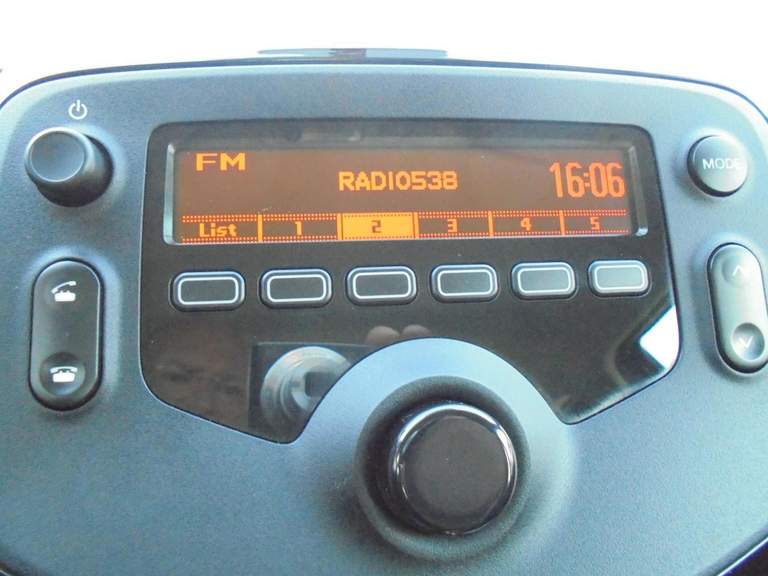 FM
RADIO538
16:06
MODE
List 1 2 3 4 5